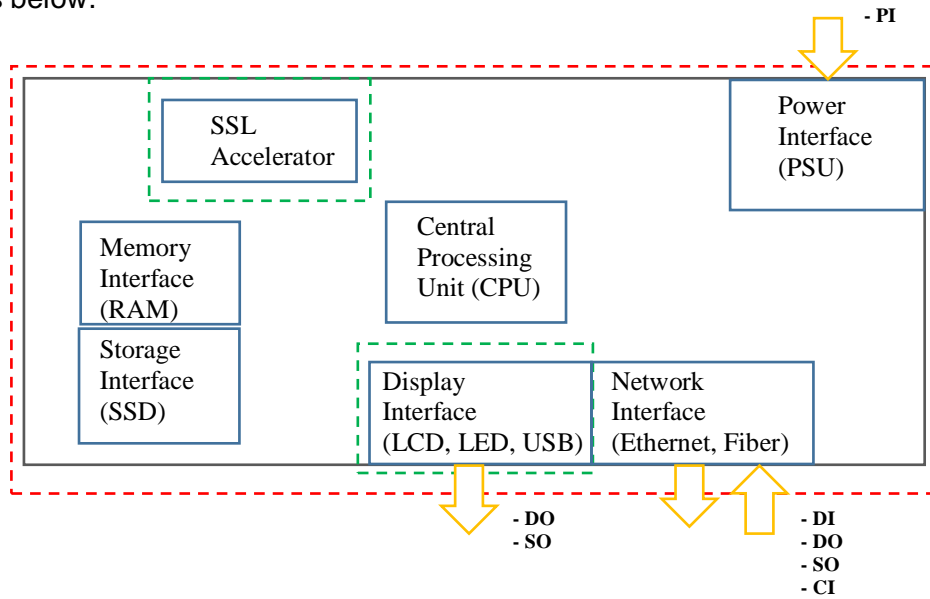 s below:
- PI
SSL
Accelerator
Power
Interface
(PSU)
Central
Processing
Unit (CPU)
Memory
Interface
(RAM)
Storage
Interface
(SSD)
Display
Interface
(LCD, LED, USB)
Network
Interface
(Ethernet, Fiber)
- DO
- SO
- DI
- DO
- SO
- CI